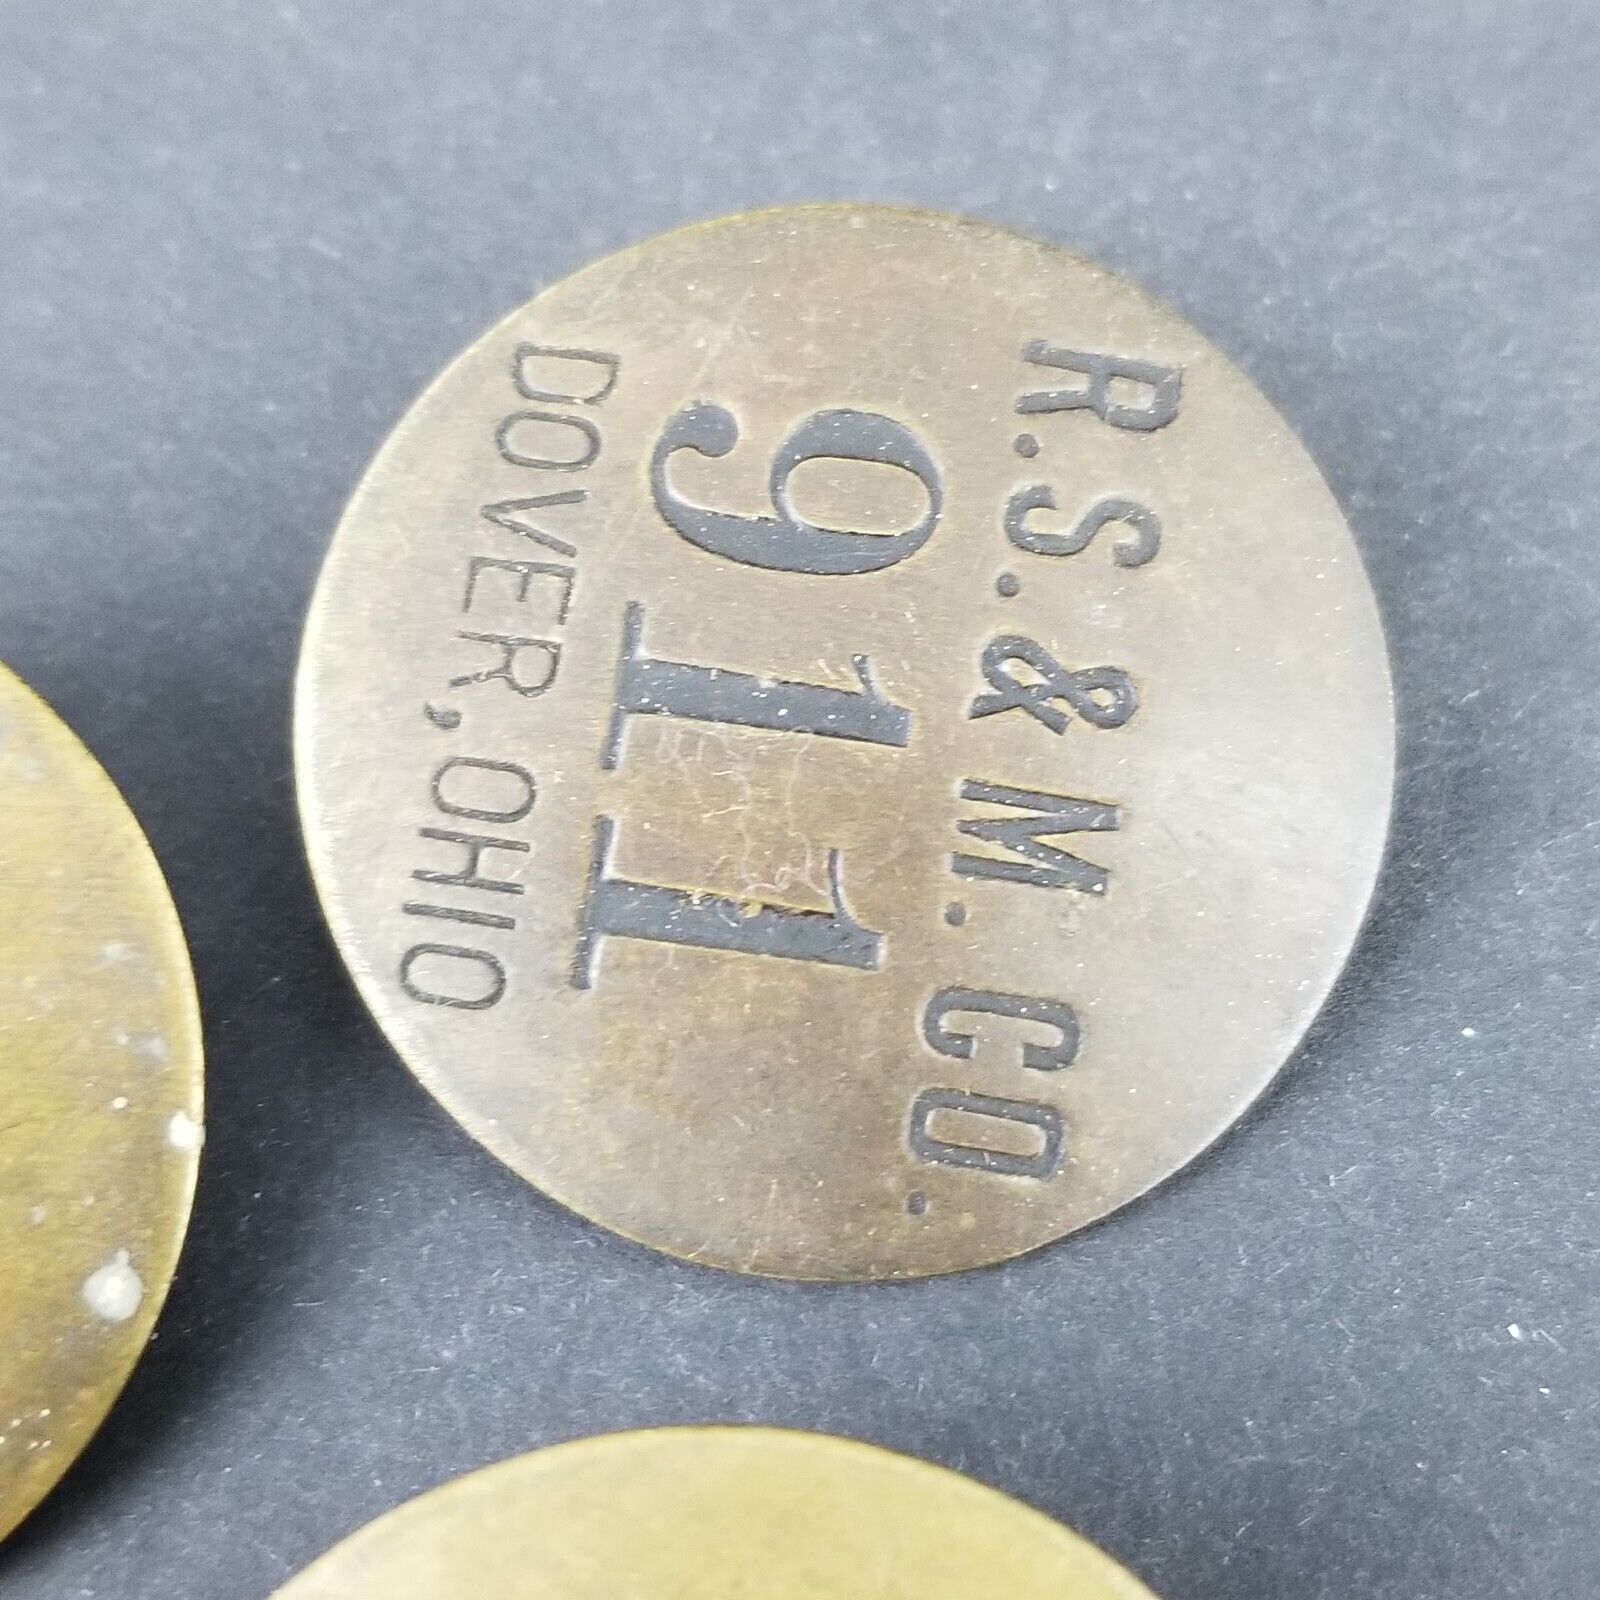 R.S.&M.CO.
911
DOVER, OHIO